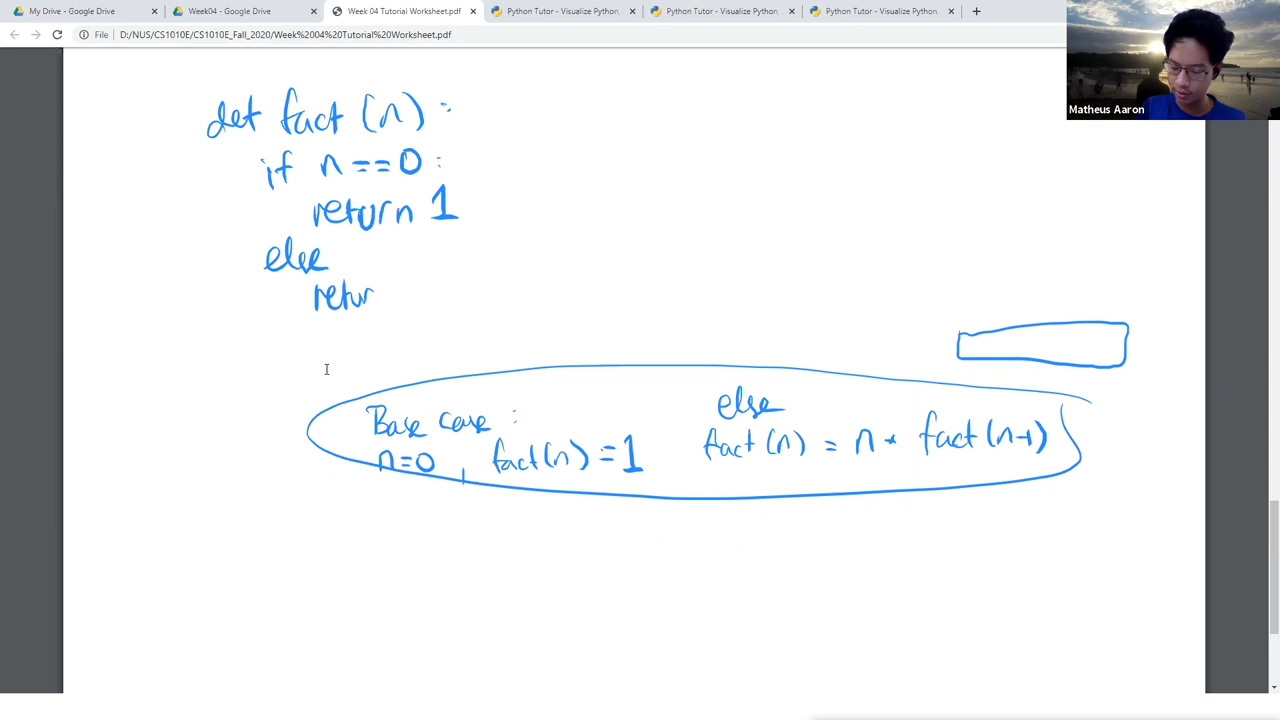 My Drive - Google Drive
Week04 - Google Drive
Week 04 Tutorial Worksheet.pdf
Python Tutor - Visualize Python,
Python Tutor - Visualize Python,
Python Tutor - Visualize Python,
File
D:/NUS/CS1010E/CS1010E_Fall_2020/Week%2004%20Tutorial%20Worksheet.pdf
Matheus Aaron
def fact (n) :
if n == 0 :
return 1
else
retur
Base case :
n=0 , fact(n) = 1
else
fact(n) = n * fact(n-1)